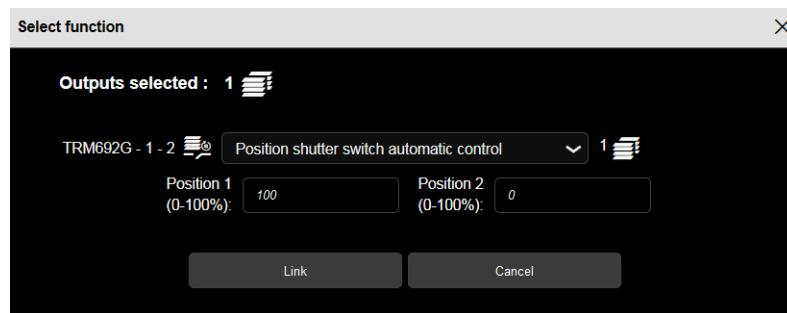 Select function
Outputs selected : 1
TRM692G - 1 - 2 Position shutter switch automatic control 1
Position 1 (0-100%): 100 Position 2 (0-100%): 0
Link Cancel